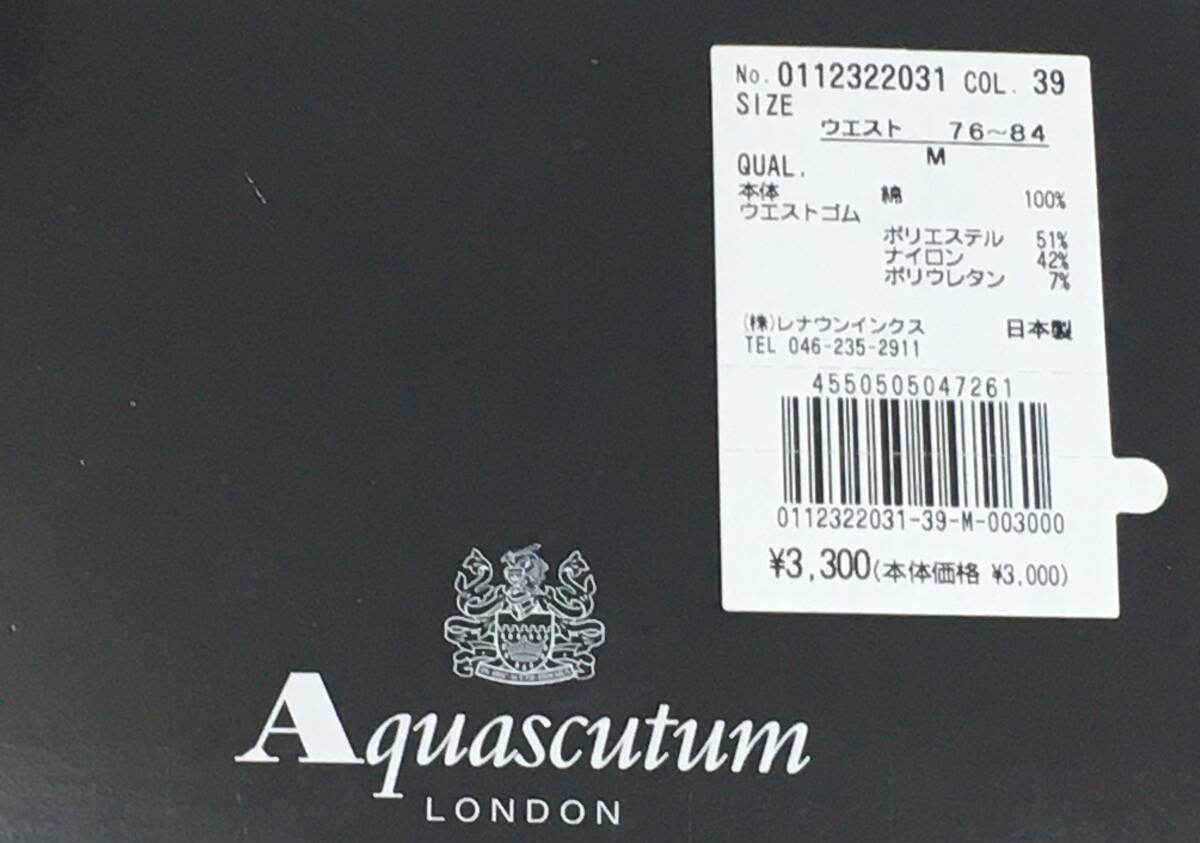 No. 0112322031 COL. 39
SIZE
ウエスト 76~84
M
QUAL.
本体 綿 100%
ウエストゴム
ポリエステル 51%
ナイロン 42%
ポリウレタン 7%
(株)レナウンインクス 日本製
TEL 046-235-2911
4550505047261
0112322031-39-M-003000
¥3,300(本体価格 ¥3,000)
Aquascutum
LONDON